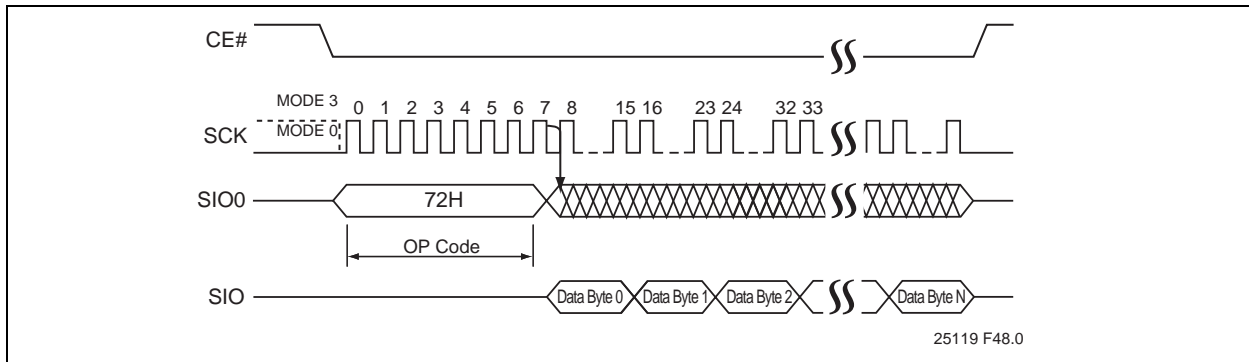 CE#
MODE 3
0 1 2 3 4 5 6 7 8 15 16 23 24 32 33
SCK
MODE 0
SIO0
72H
OP Code
SIO
Data Byte 0 Data Byte 1 Data Byte 2 Data Byte N
25119 F48.0